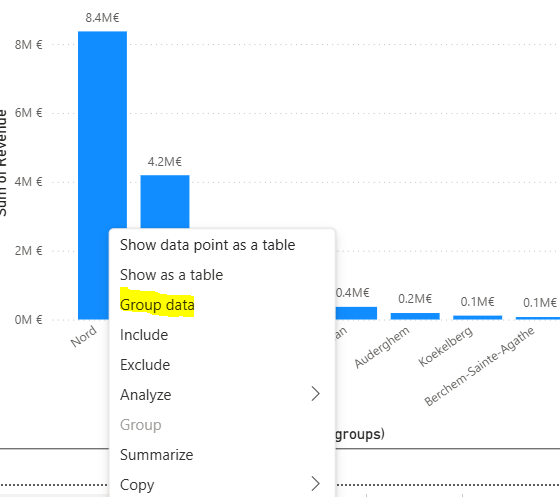 8.4M€
8M €
6M €
4.2M€
4M €
2M €
0M €
Sum of Revenue
0.4M€
0.2M€
0.1M€
0.1M€
Nord
an
Auderghem
Koekelberg
Berchem-Sainte-Agathe
groups)
Show data point as a table
Show as a table
Group data
Include
Exclude
Analyze
Group
Summarize
Copy